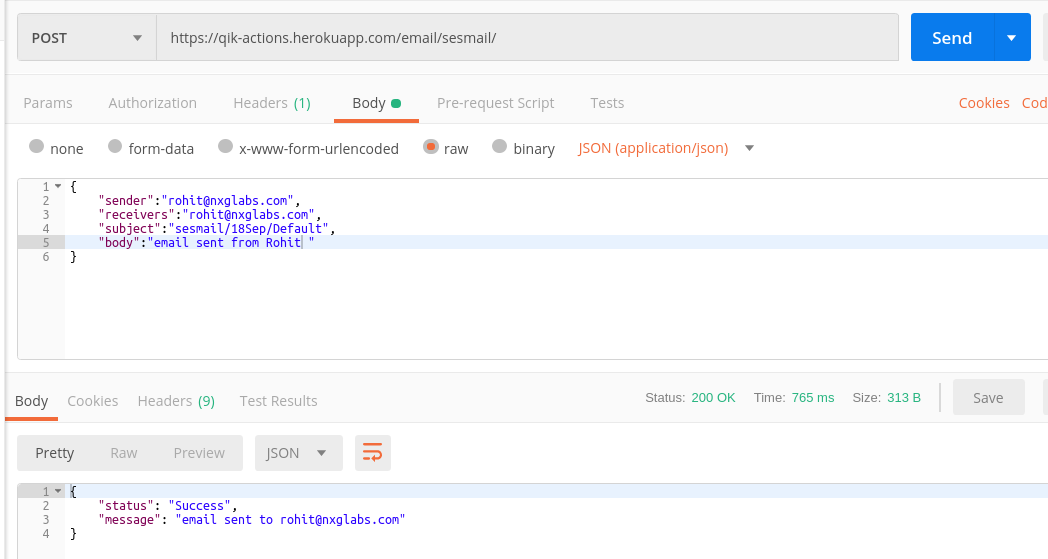 POST https://qik-actions.herokuapp.com/email/sesmail/ Send
Params Authorization Headers (1) Body Pre-request Script Tests Cookies Cod
none form-data x-www-form-urlencoded raw binary JSON (application/json)
1 {
2 "sender":"rohit@nxglabs.com",
3 "receivers":"rohit@nxglabs.com",
4 "subject":"sesmail/18Sep/Default",
5 "body":"email sent from Rohit "
6 }
Body Cookies Headers (9) Test Results Status: 200 OK Time: 765 ms Size: 313 B Save
Pretty Raw Preview JSON
1 {
2 "status": "Success",
3 "message": "email sent to rohit@nxglabs.com"
4 }